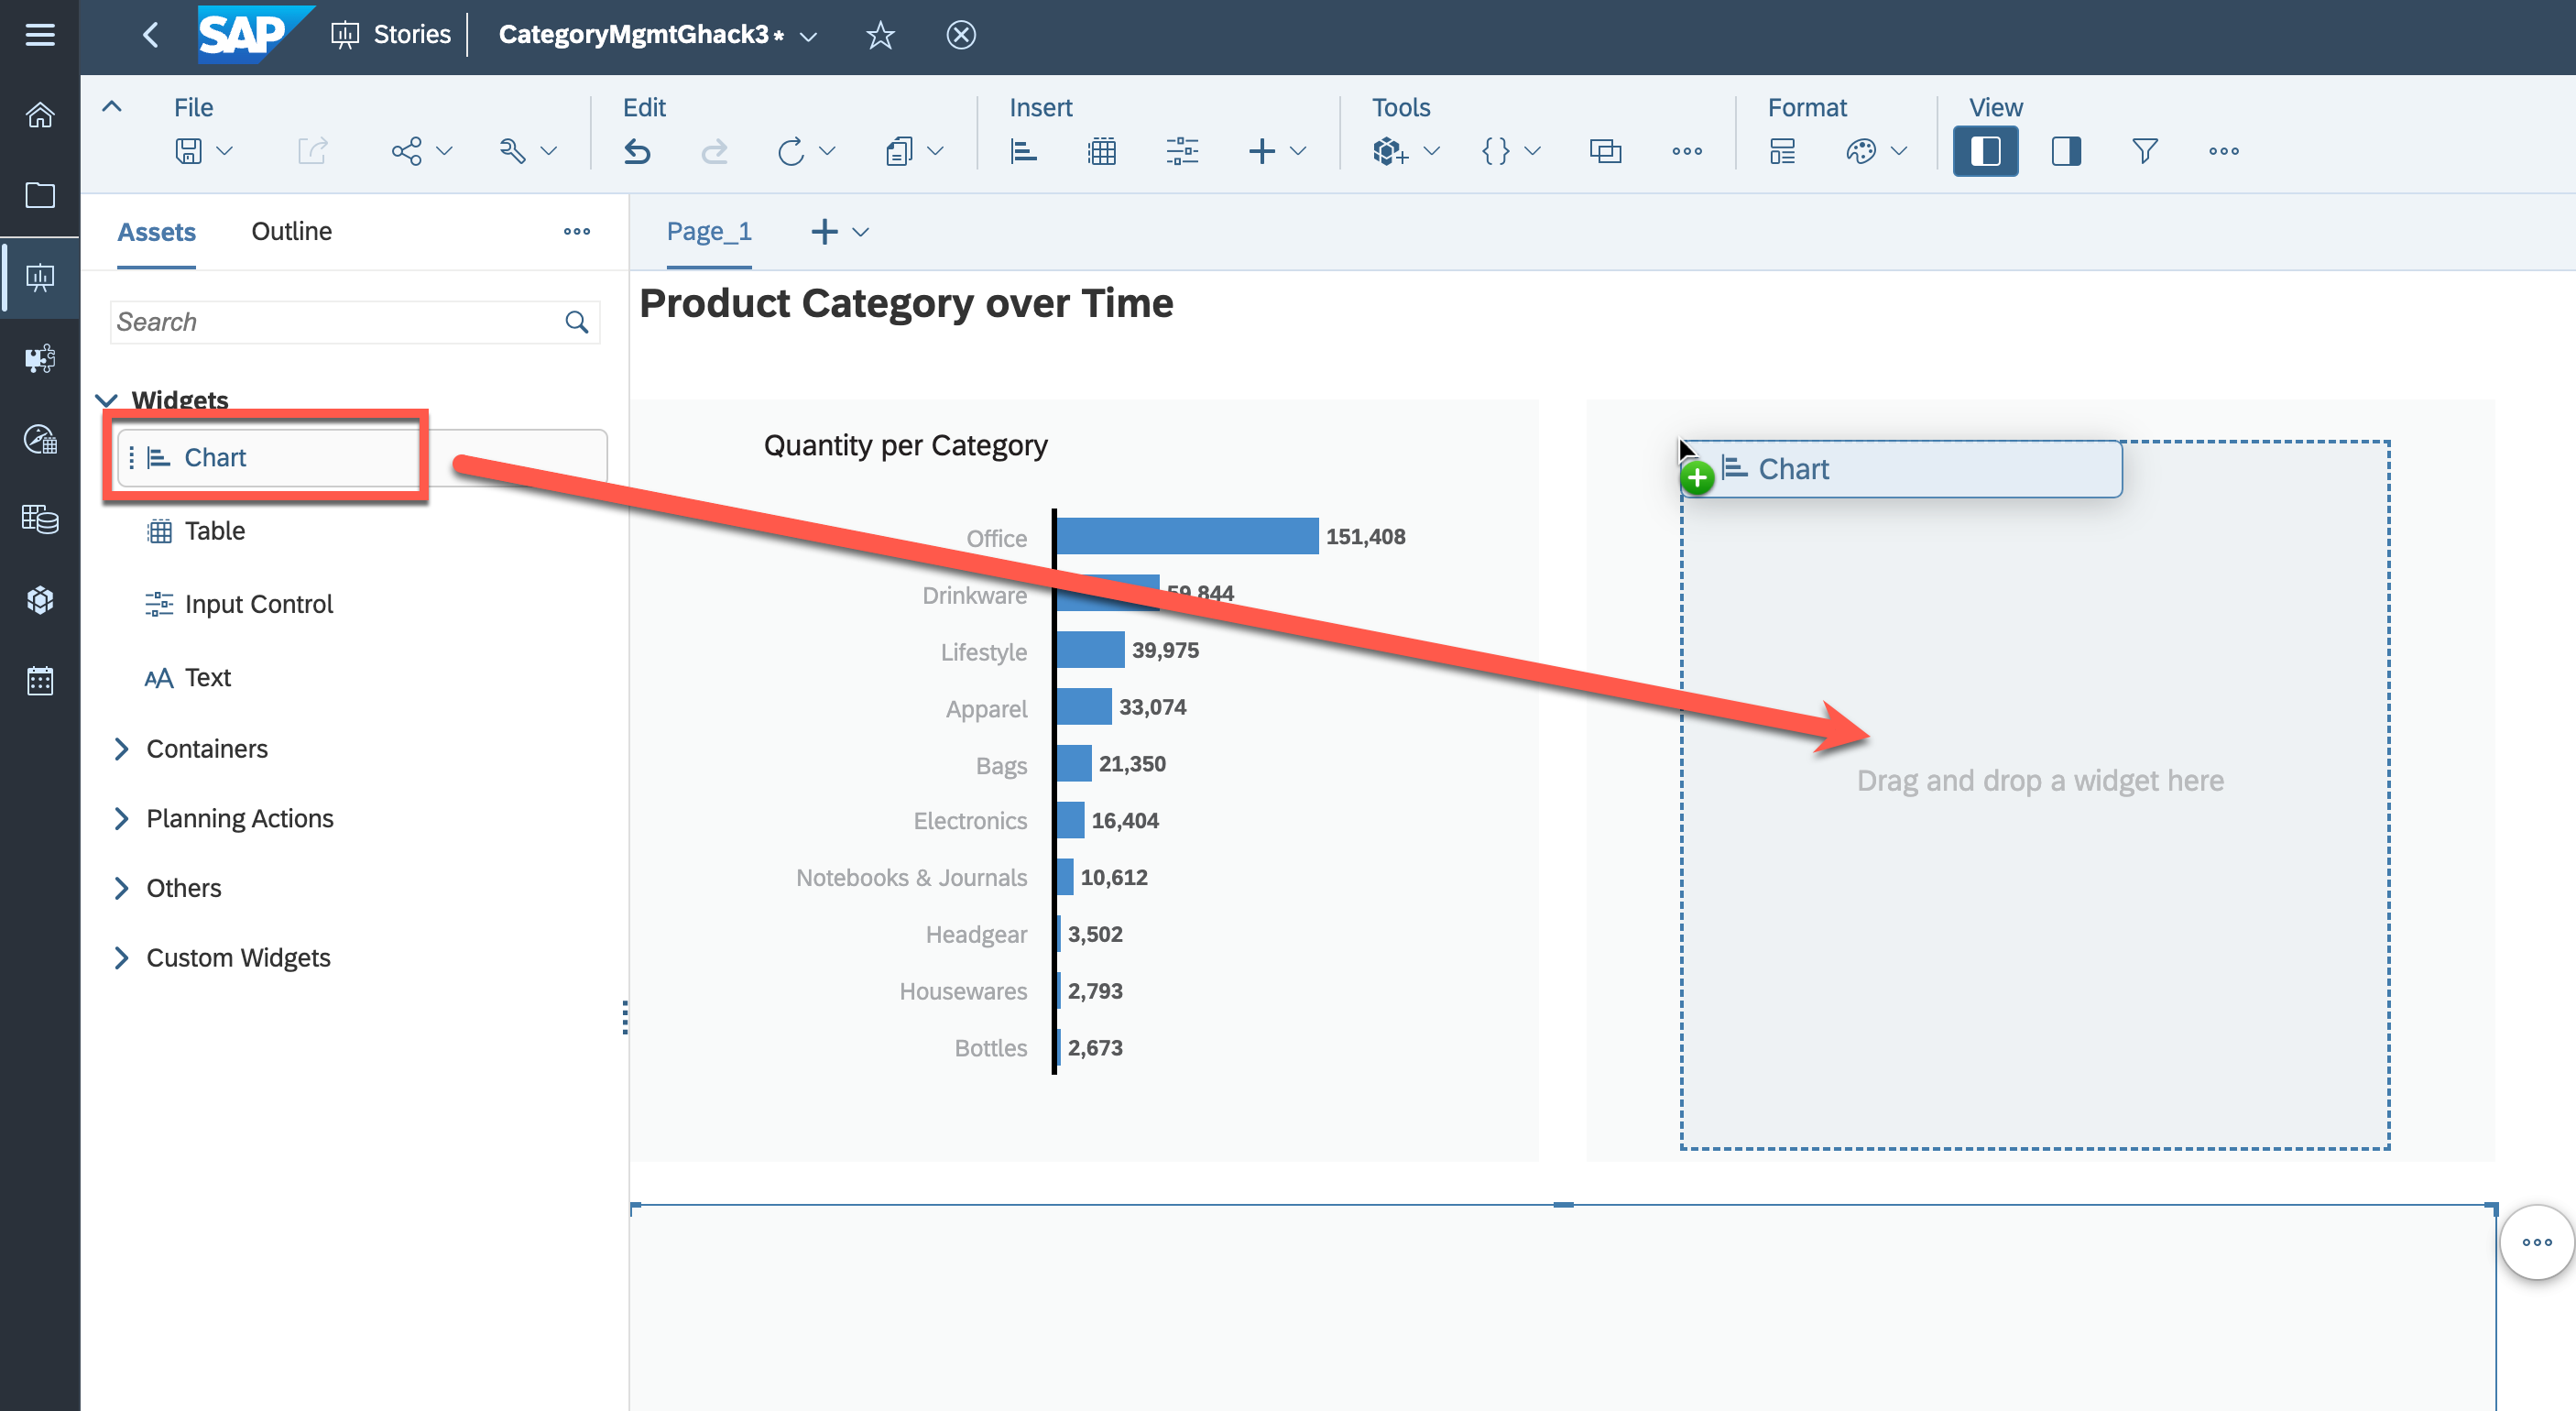 SAP Stories CategoryMgmtGhack3*
File Edit Insert Tools Format View
Assets Outline
Page_1
Search
Product Category over Time
Widgets
Chart
Table
Input Control
Text
Containers
Planning Actions
Others
Custom Widgets
Quantity per Category
Office 151,408
Drinkware 59,844
Lifestyle 39,975
Apparel 33,074
Bags 21,350
Electronics 16,404
Notebooks & Journals 10,612
Headgear 3,502
Housewares 2,793
Bottles 2,673
Chart
Drag and drop a widget here